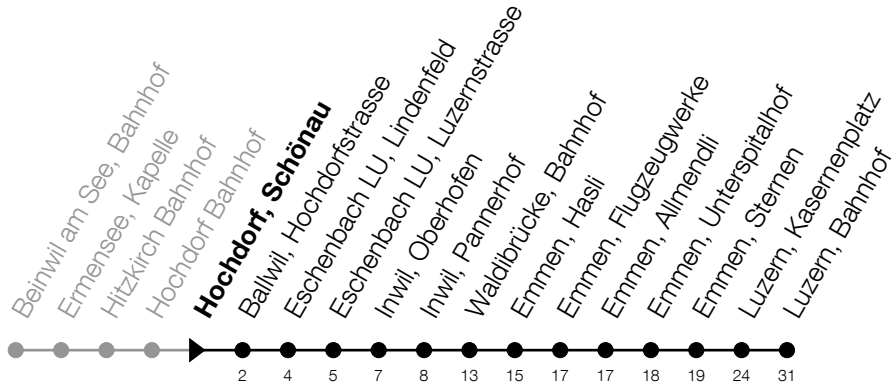 Beinwil am See, Bahnhof
Ermensee, Kapelle
Hitzkirch Bahnhof
Hochdorf Bahnhof
Hochdorf, Schönau
Ballwil, Hochdorfstrasse
Eschenbach LU, Lindenfeld
Eschenbach LU, Luzernstrasse
Inwil, Oberhofen
Inwil, Pannerhof
Waldibrücke, Bahnhof
Emmen, Hasli
Emmen, Flugzeugwerke
Emmen, Allmendli
Emmen, Unterspitalhof
Emmen, Sternen
Luzern, Kasernenplatz
Luzern, Bahnhof
2 4 5 7 8 13 15 17 17 18 19 24 31